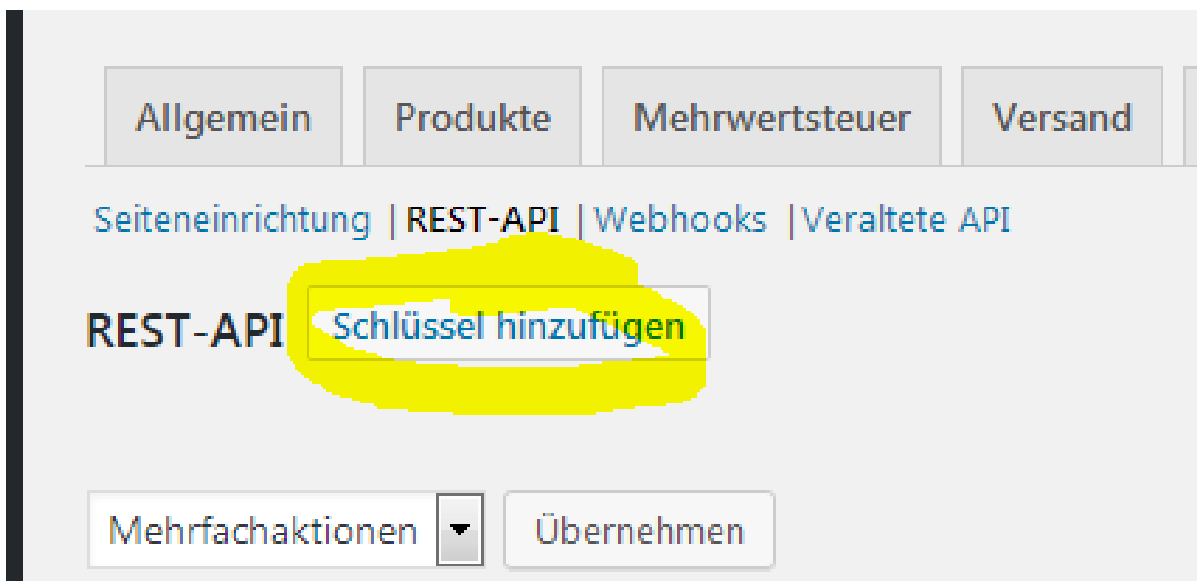 Allgemein Produkte Mehrwertsteuer Versand
Seiteneinrichtung | REST-API | Webhooks | Veraltete API
REST-API Schlüssel hinzufügen
Mehrfachaktionen Übernehmen